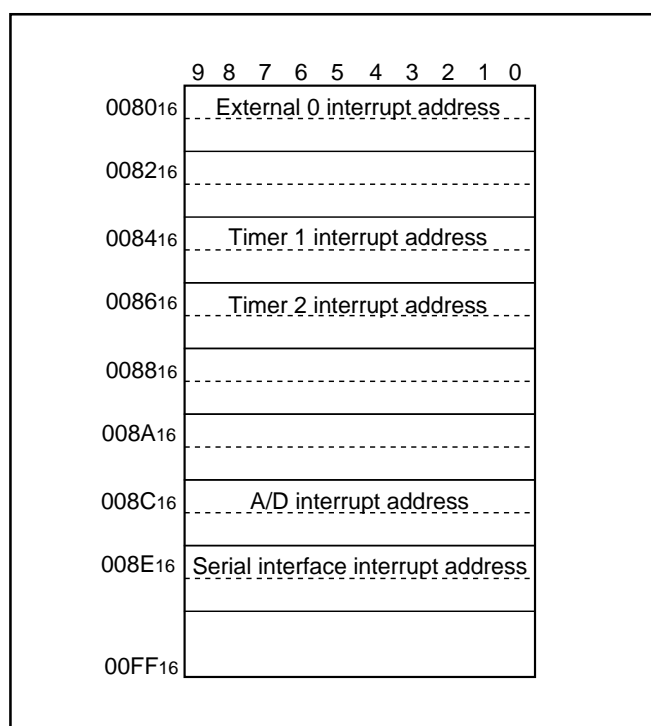 9 8 7 6 5 4 3 2 1 0
0080₁₆ External 0 interrupt address
0082₁₆
0084₁₆ Timer 1 interrupt address
0086₁₆ Timer 2 interrupt address
0088₁₆
008A₁₆
008C₁₆ A/D interrupt address
008E₁₆ Serial interface interrupt address
00FF₁₆